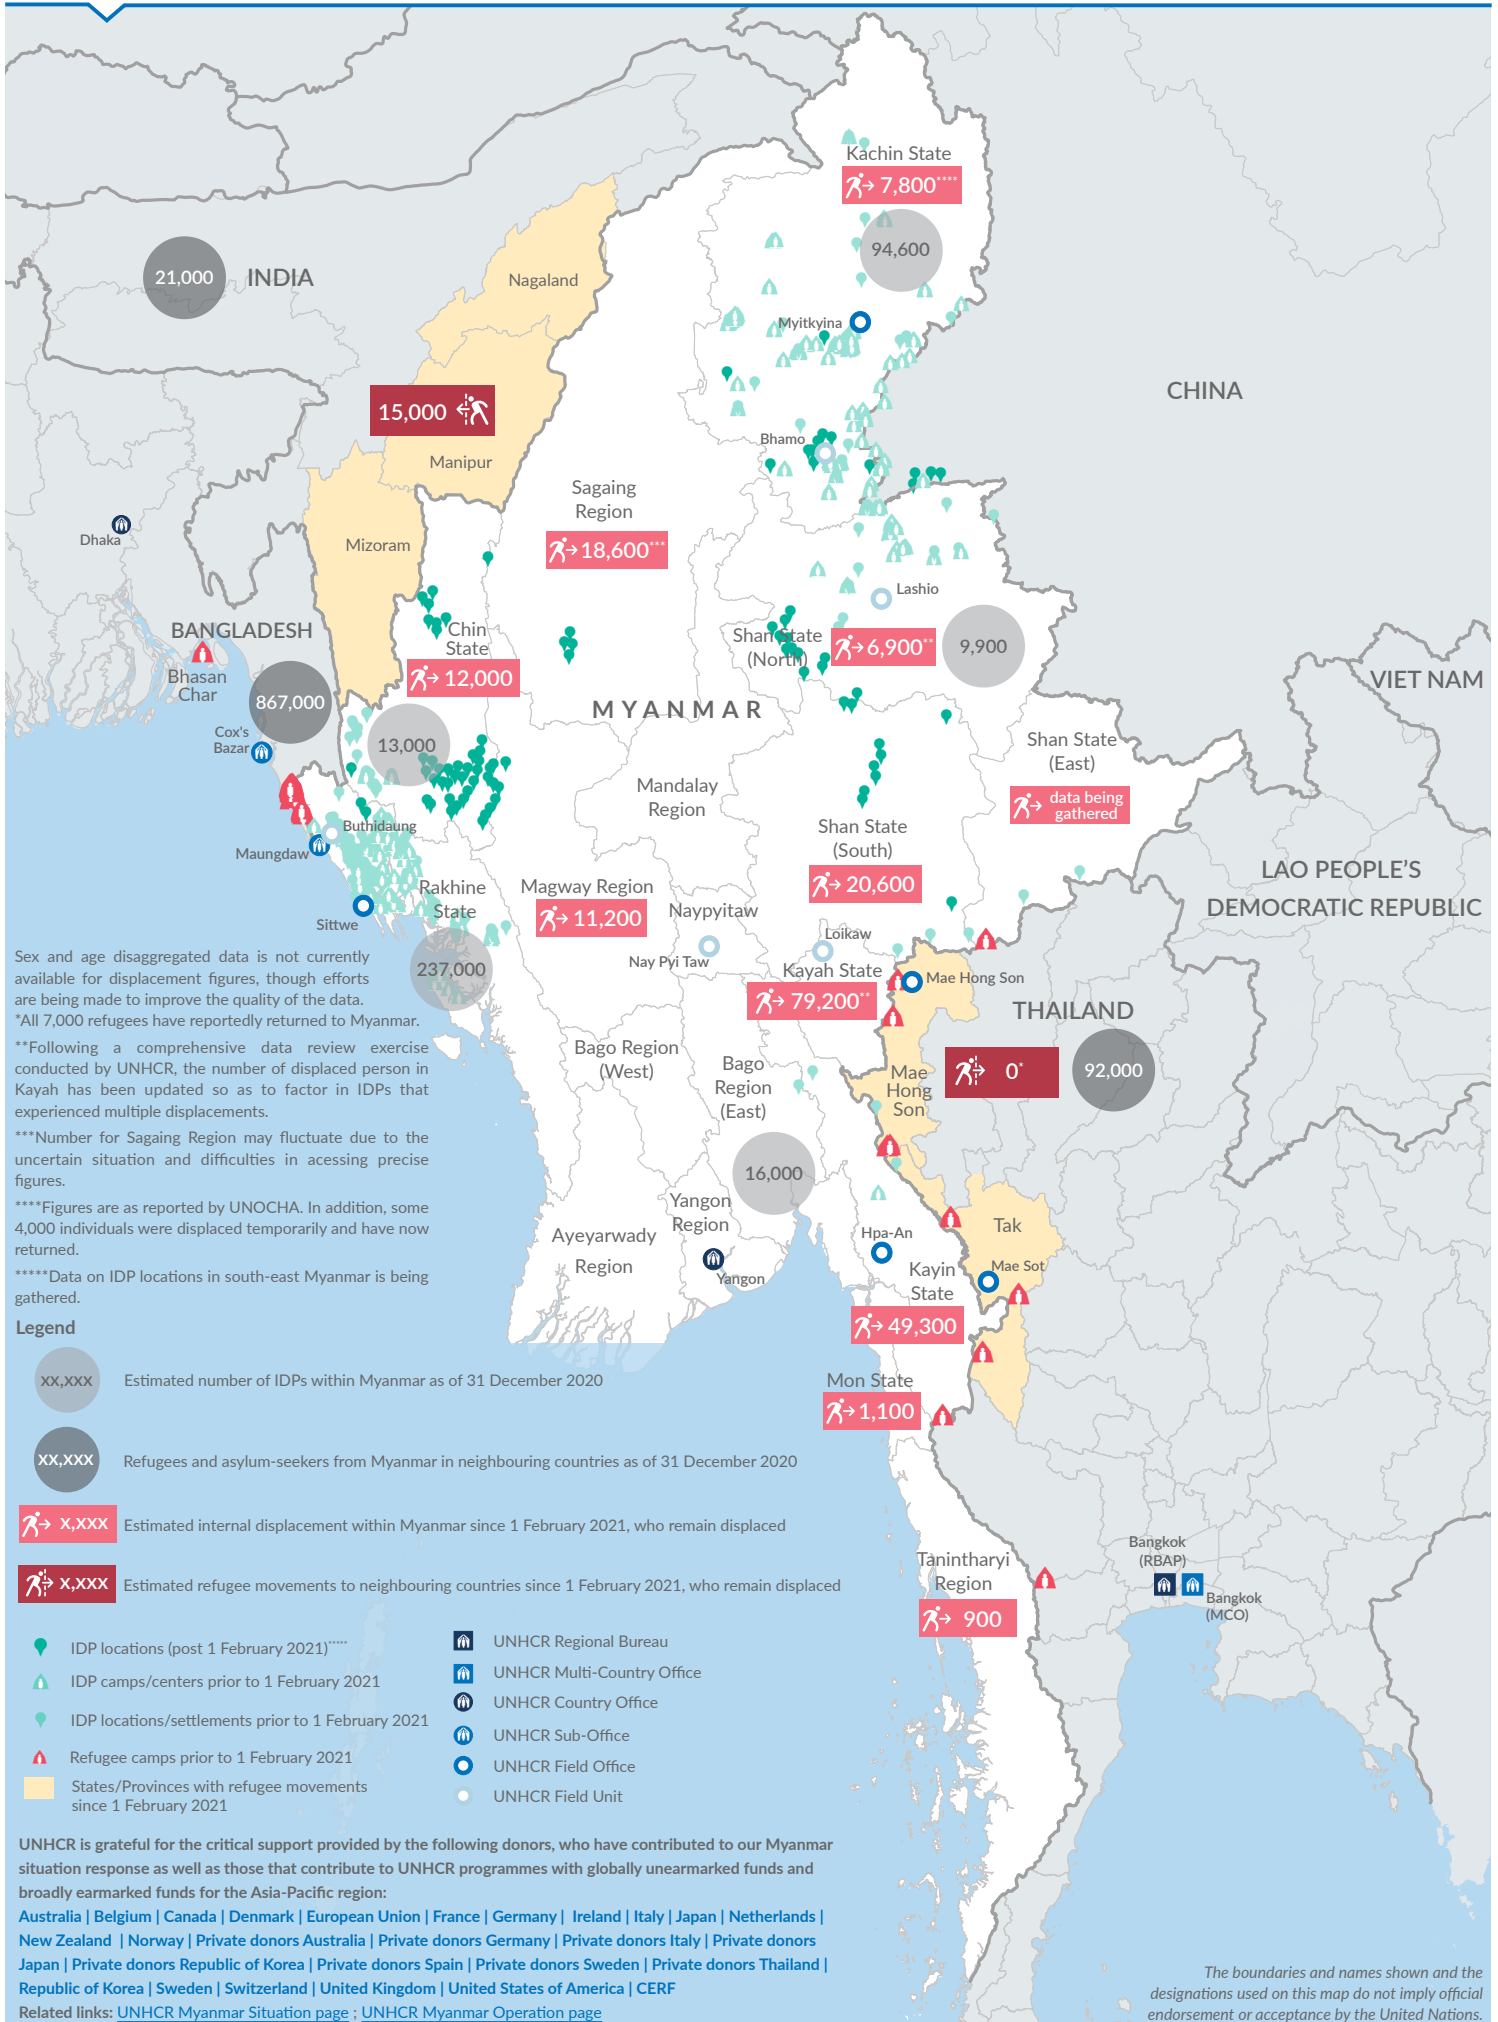 Kachin State
7,800****
94,600
21,000
INDIA
Nagaland
Myitkyina
15,000
CHINA
Manipur
Bhamo
Sagaing
Region
18,600***
Dhaka
Mizoram
Lashio
BANGLADESH
Chin
State
12,000
Shan State
(North)
6,900**
9,900
Bhasan
Char
VIET NAM
867,000
MYANMAR
Cox's
Bazar
13,000
Shan State
(East)
data being
gathered
Mandalay
Region
Buthidaung
Shan State
(South)
20,600
Maungdaw
LAO PEOPLE'S
DEMOCRATIC REPUBLIC
Rakhine
State
Magway Region
11,200
Naypyitaw
Sittwe
Loikaw
Nay Pyi Taw
237,000
Kayah State
79,200**
Mae Hong Son
THAILAND
Sex and age disaggregated data is not currently
available for displacement figures, though efforts
are being made to improve the quality of the data.
*All 7,000 refugees have reportedly returned to Myanmar.
**Following a comprehensive data review exercise
conducted by UNHCR, the number of displaced person in
Kayah has been updated so as to factor in IDPs that
experienced multiple displacements.
***Number for Sagaing Region may fluctuate due to the
uncertain situation and difficulties in acessing precise
figures.
****Figures are as reported by UNOCHA. In addition, some
4,000 individuals were displaced temporarily and have now
returned.
*****Data on IDP locations in south-east Myanmar is being
gathered.
Bago Region
(West)
Bago
Region
(East)
Mae
Hong
Son
0*
92,000
16,000
Yangon
Region
Ayeyarwady
Region
Yangon
Hpa-An
Tak
Mae Sot
Kayin
State
49,300
Mon State
1,100
Legend
XX,XXX
Estimated number of IDPs within Myanmar as of 31 December 2020
XX,XXX
Refugees and asylum-seekers from Myanmar in neighbouring countries as of 31 December 2020
X,XXX
Estimated internal displacement within Myanmar since 1 February 2021, who remain displaced
X,XXX
Estimated refugee movements to neighbouring countries since 1 February 2021, who remain displaced
Bangkok
(RBAP)
Bangkok
(MCO)
Tanintharyi
Region
900
IDP locations (post 1 February 2021)*****
IDP camps/centers prior to 1 February 2021
IDP locations/settlements prior to 1 February 2021
Refugee camps prior to 1 February 2021
States/Provinces with refugee movements
since 1 February 2021
UNHCR Regional Bureau
UNHCR Multi-Country Office
UNHCR Country Office
UNHCR Sub-Office
UNHCR Field Office
UNHCR Field Unit
UNHCR is grateful for the critical support provided by the following donors, who have contributed to our Myanmar
situation response as well as those that contribute to UNHCR programmes with globally unearmarked funds and
broadly earmarked funds for the Asia-Pacific region:
Australia | Belgium | Canada | Denmark | European Union | France | Germany | Ireland | Italy | Japan | Netherlands |
New Zealand | Norway | Private donors Australia | Private donors Germany | Private donors Italy | Private donors
Japan | Private donors Republic of Korea | Private donors Spain | Private donors Sweden | Private donors Thailand |
Republic of Korea | Sweden | Switzerland | United Kingdom | United States of America | CERF
Related links: UNHCR Myanmar Situation page ; UNHCR Myanmar Operation page
The boundaries and names shown and the
designations used on this map do not imply official
endorsement or acceptance by the United Nations.